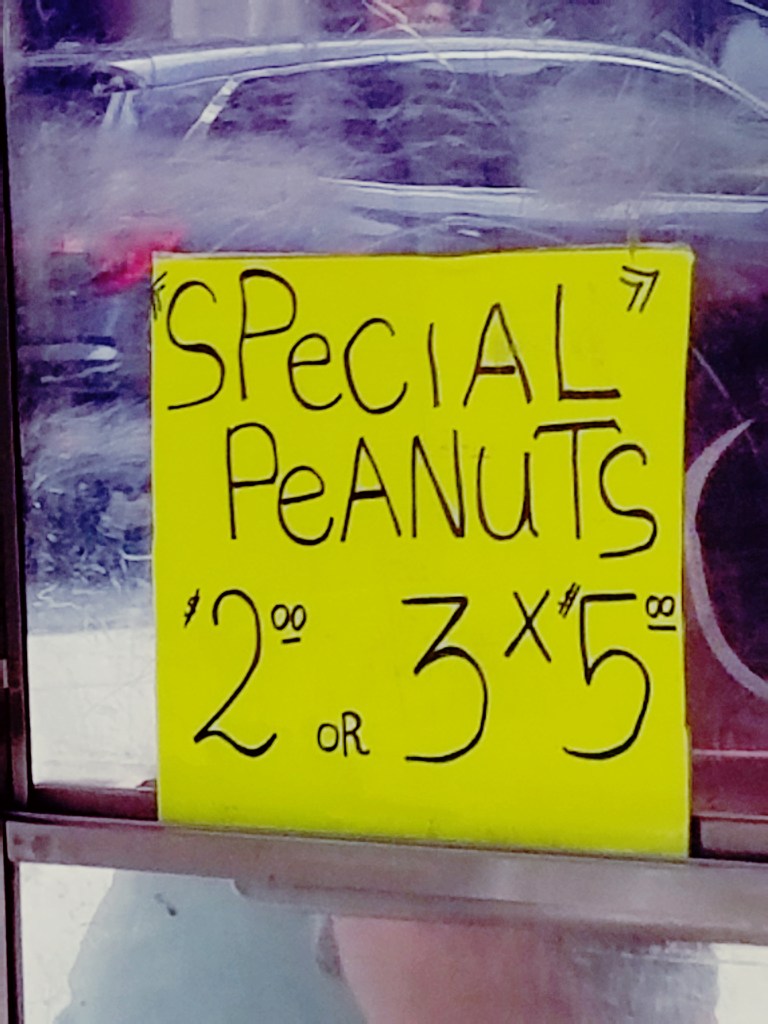 "SPeCIAL"
PeANuTS
$2.00 OR 3 X $5.00